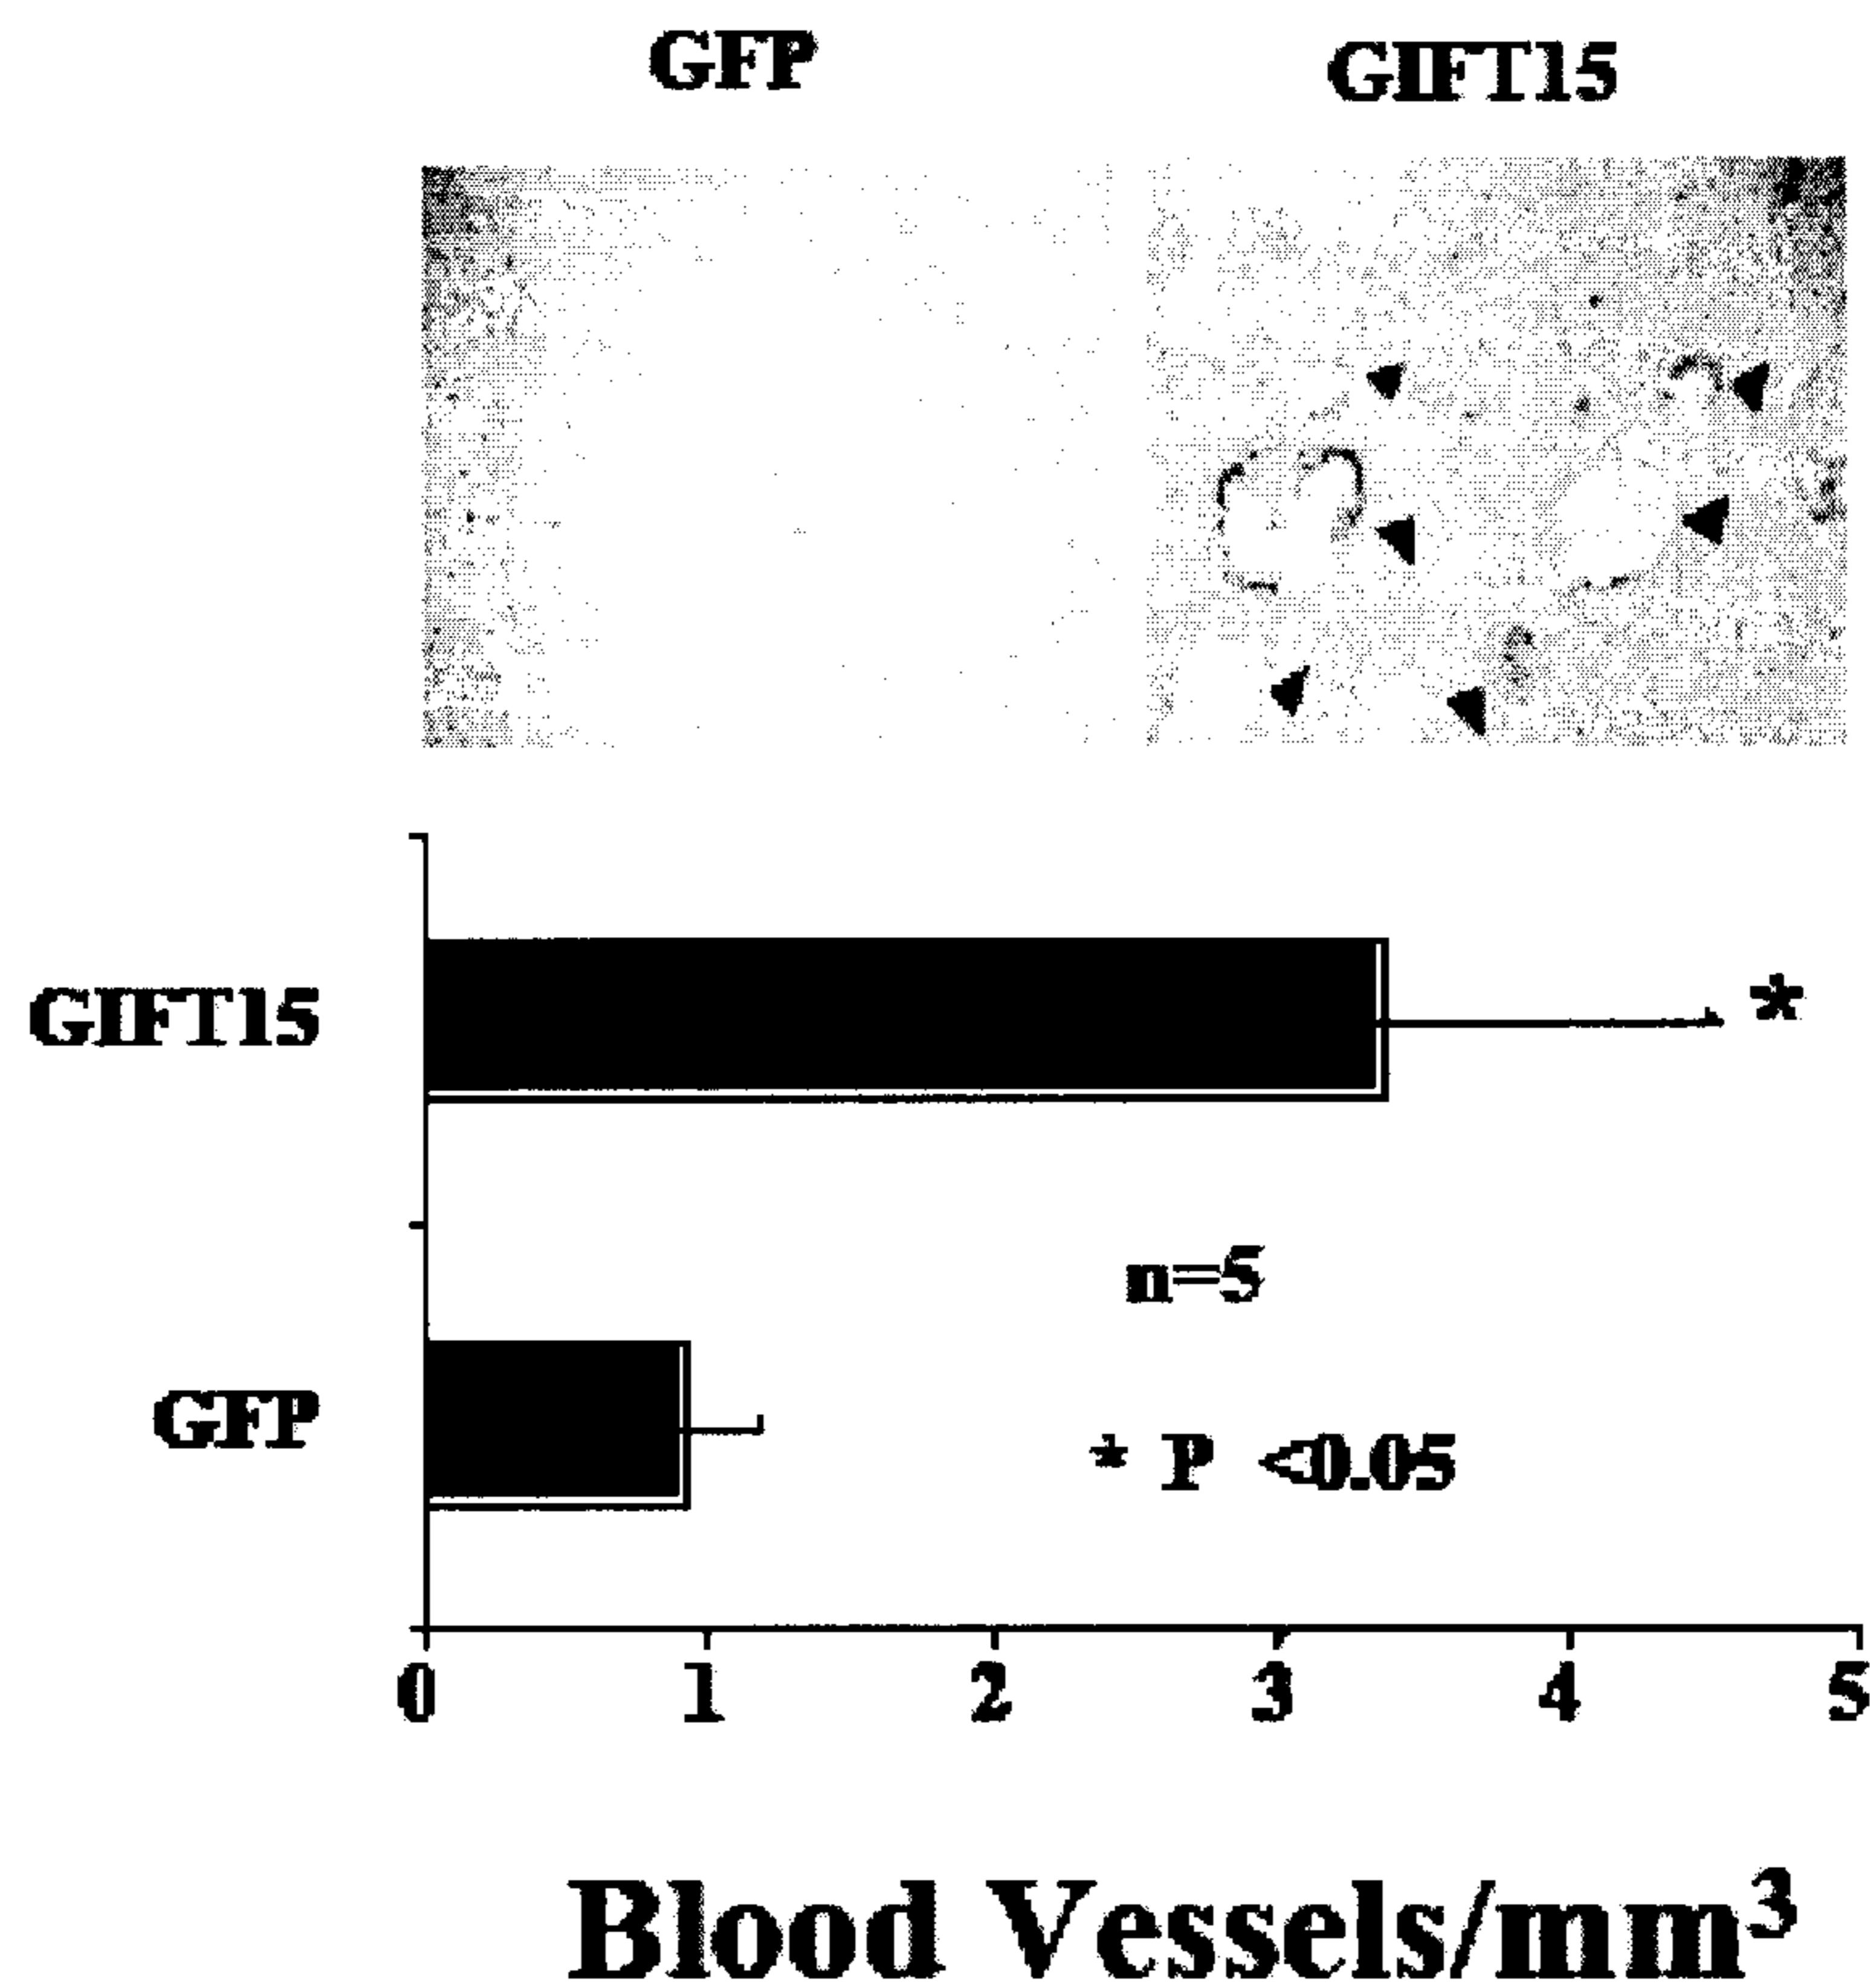 GFP GIFT15
GIFT15
n=5
GFP
* P <0.05
0 1 2 3 4 5
Blood Vessels/mm³